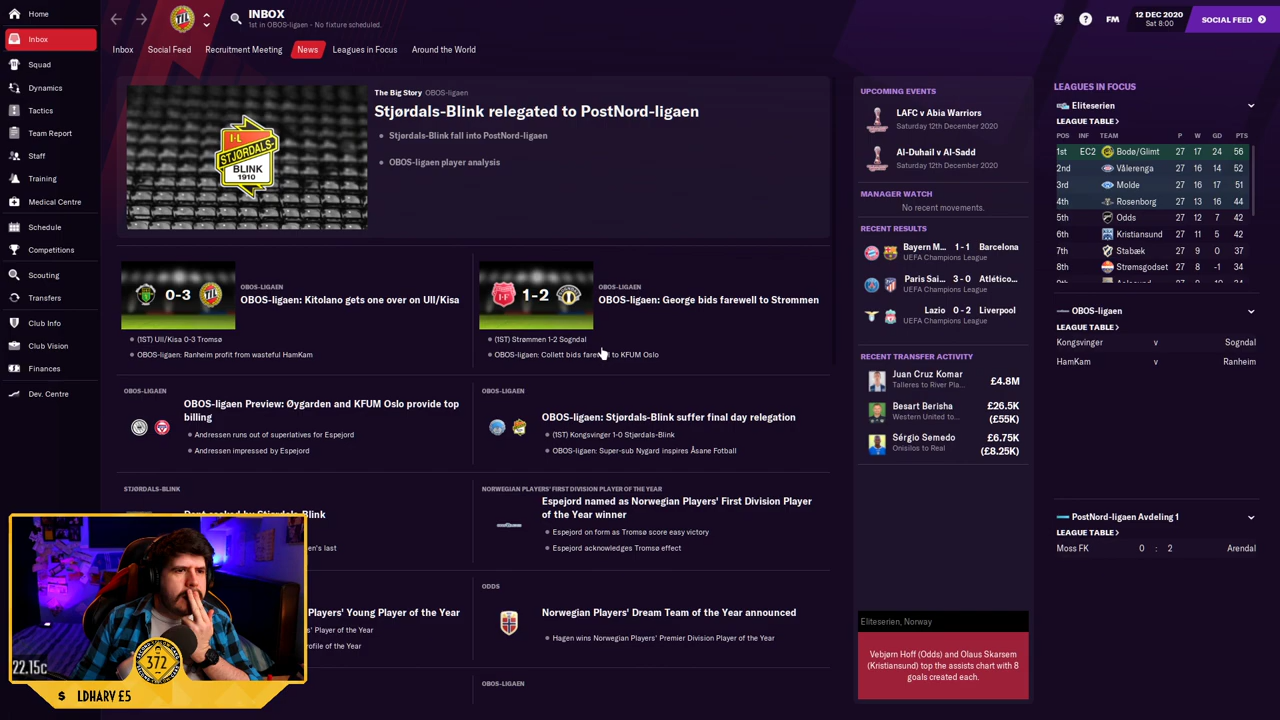 Home
Inbox
Squad
Dynamics
Tactics
Team Report
Staff
Training
Medical Centre
Schedule
Competitions
Scouting
Transfers
Club Info
Club Vision
Finances
Dev. Centre
TIL
INBOX
1st in OBOS-ligaen - No fixture scheduled.
FM
12 DEC 2020
Sat 8:00
SOCIAL FEED
Inbox
Social Feed
Recruitment Meeting
News
Leagues in Focus
Around the World
I.L
STJØRDALS-
BLINK
1910
The Big Story OBOS-ligaen
Stjørdals-Blink relegated to PostNord-ligaen
Stjørdals-Blink fall into PostNord-ligaen
OBOS-ligaen player analysis
0-3
OBOS-LIGAEN
OBOS-ligaen: Kitolano gets one over on Ull/Kisa
(1ST) Ull/Kisa 0-3 Tromsø
OBOS-ligaen: Ranheim profit from wasteful HamKam
1-2
OBOS-LIGAEN
OBOS-ligaen: George bids farewell to Strømmen
(1ST) Strømmen 1-2 Sogndal
OBOS-ligaen: Collett bids farewell to KFUM Oslo
OBOS-LIGAEN
OBOS-ligaen Preview: Øygarden and KFUM Oslo provide top
billing
Andressen runs out of superlatives for Espejord
Andressen impressed by Espejord
OBOS-LIGAEN
OBOS-ligaen: Stjørdals-Blink suffer final day relegation
(1ST) Kongsvinger 1-0 Stjørdals-Blink
OBOS-ligaen: Super-sub Nygard inspires Åsane Fotball
STJØRDALS-BLINK
Blink
en's last
NORWEGIAN PLAYERS' FIRST DIVISION PLAYER OF THE YEAR
Espejord named as Norwegian Players' First Division Player
of the Year winner
Espejord on form as Tromsø score easy victory
Espejord acknowledges Tromsø effect
Players' Young Player of the Year
s' Player of the Year
rofile of the Year
ODDS
Norwegian Players' Dream Team of the Year announced
Hagen wins Norwegian Players' Premier Division Player of the Year
OBOS-LIGAEN
UPCOMING EVENTS
LAFC v Abia Warriors
Saturday 12th December 2020
Al-Duhail v Al-Sadd
Saturday 12th December 2020
MANAGER WATCH
No recent movements.
RECENT RESULTS
Bayern M... 1 - 1 Barcelona
UEFA Champions League
Paris Sai... 3 - 0 Atlético...
UEFA Champions League
Lazio 0 - 2 Liverpool
UEFA Champions League
RECENT TRANSFER ACTIVITY
Juan Cruz Komar £4.8M
Talleres to River Pla...
Besart Berisha £26.5K
Western United to... (£55K)
Sérgio Semedo £6.75K
Onisilos to Real (£8.25K)
Eliteserien, Norway
Vebjørn Hoff (Odds) and Olaus Skarsem
(Kristiansund) top the assists chart with 8
goals created each.
LEAGUES IN FOCUS
Eliteserien
LEAGUE TABLE >
POS INF TEAM P W GD PTS
1st EC2 Bodø/Glimt 27 17 24 56
2nd Vålerenga 27 16 14 52
3rd Molde 27 16 17 51
4th Rosenborg 27 13 16 44
5th Odds 27 12 7 42
6th Kristiansund 27 11 5 42
7th Stabæk 27 9 0 37
8th Strømsgodset 27 8 -1 34
OBOS-ligaen
LEAGUE TABLE >
Kongsvinger v Sogndal
HamKam v Ranheim
PostNord-ligaen Avdeling 1
LEAGUE TABLE >
Moss FK 0 : 2 Arendal
22.15c
372
$ LDHARY £5